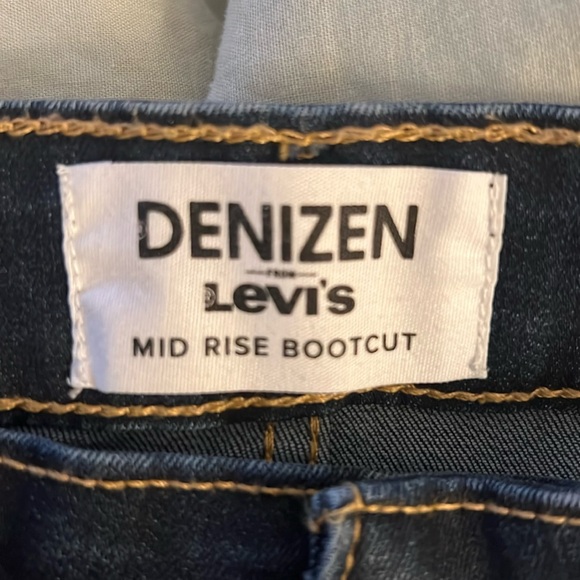 DENIZEN
FROM
Levi's
MID RISE BOOTCUT